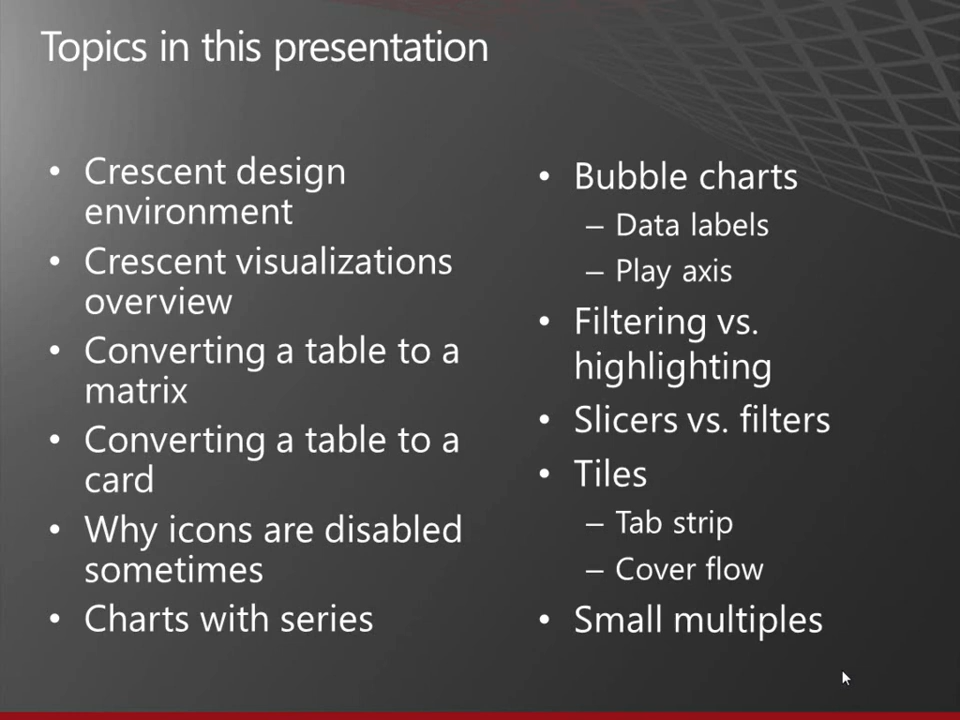 Topics in this presentation
• Crescent design
environment
• Crescent visualizations
overview
• Converting a table to a
matrix
• Converting a table to a
card
• Why icons are disabled
sometimes
• Charts with series
• Bubble charts
– Data labels
– Play axis
• Filtering vs.
highlighting
• Slicers vs. filters
• Tiles
– Tab strip
– Cover flow
• Small multiples